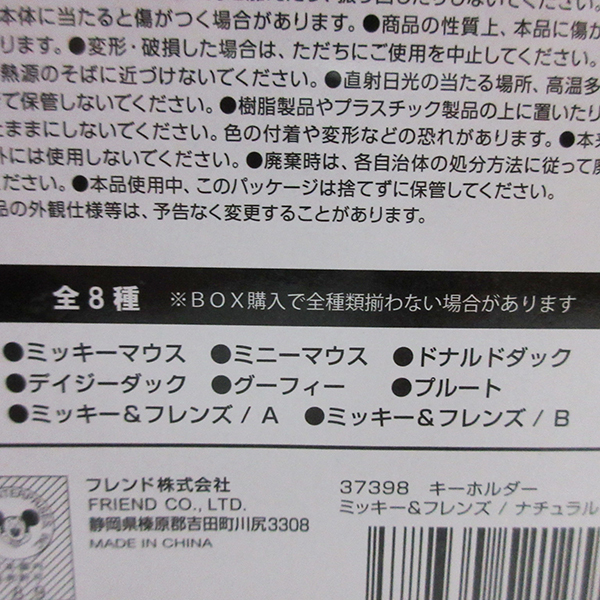 本体に当たると傷がつく場合があります。●商品の性質上、本品に傷が
ります。●変形・破損した場合は、ただちにご使用を中止してください。
熱源のそばに近づけないでください。●直射日光の当たる場所、高温多
で保管しないでください。●樹脂製品やプラスチック製品の上に置いたり
ままにしないでください。色の付着や変形などの恐れがあります。●本来
外には使用しないでください。●廃棄時は、各自治体の処分方法に従って廃
ください。●本品使用中、このパッケージは捨てずに保管してください。
品の外観仕様等は、予告なく変更することがあります。
全8種 ※BOX購入で全種類揃わない場合があります
●ミッキーマウス ●ミニーマウス ●ドナルドダック
●デイジーダック ●グーフィー ●プルート
●ミッキー&フレンズ / A ●ミッキー&フレンズ / B
フレンド株式会社
FRIEND CO., LTD.
静岡県榛原郡吉田町川尻3308
MADE IN CHINA
37398 キーホルダー
ミッキー&フレンズ / ナチュラル